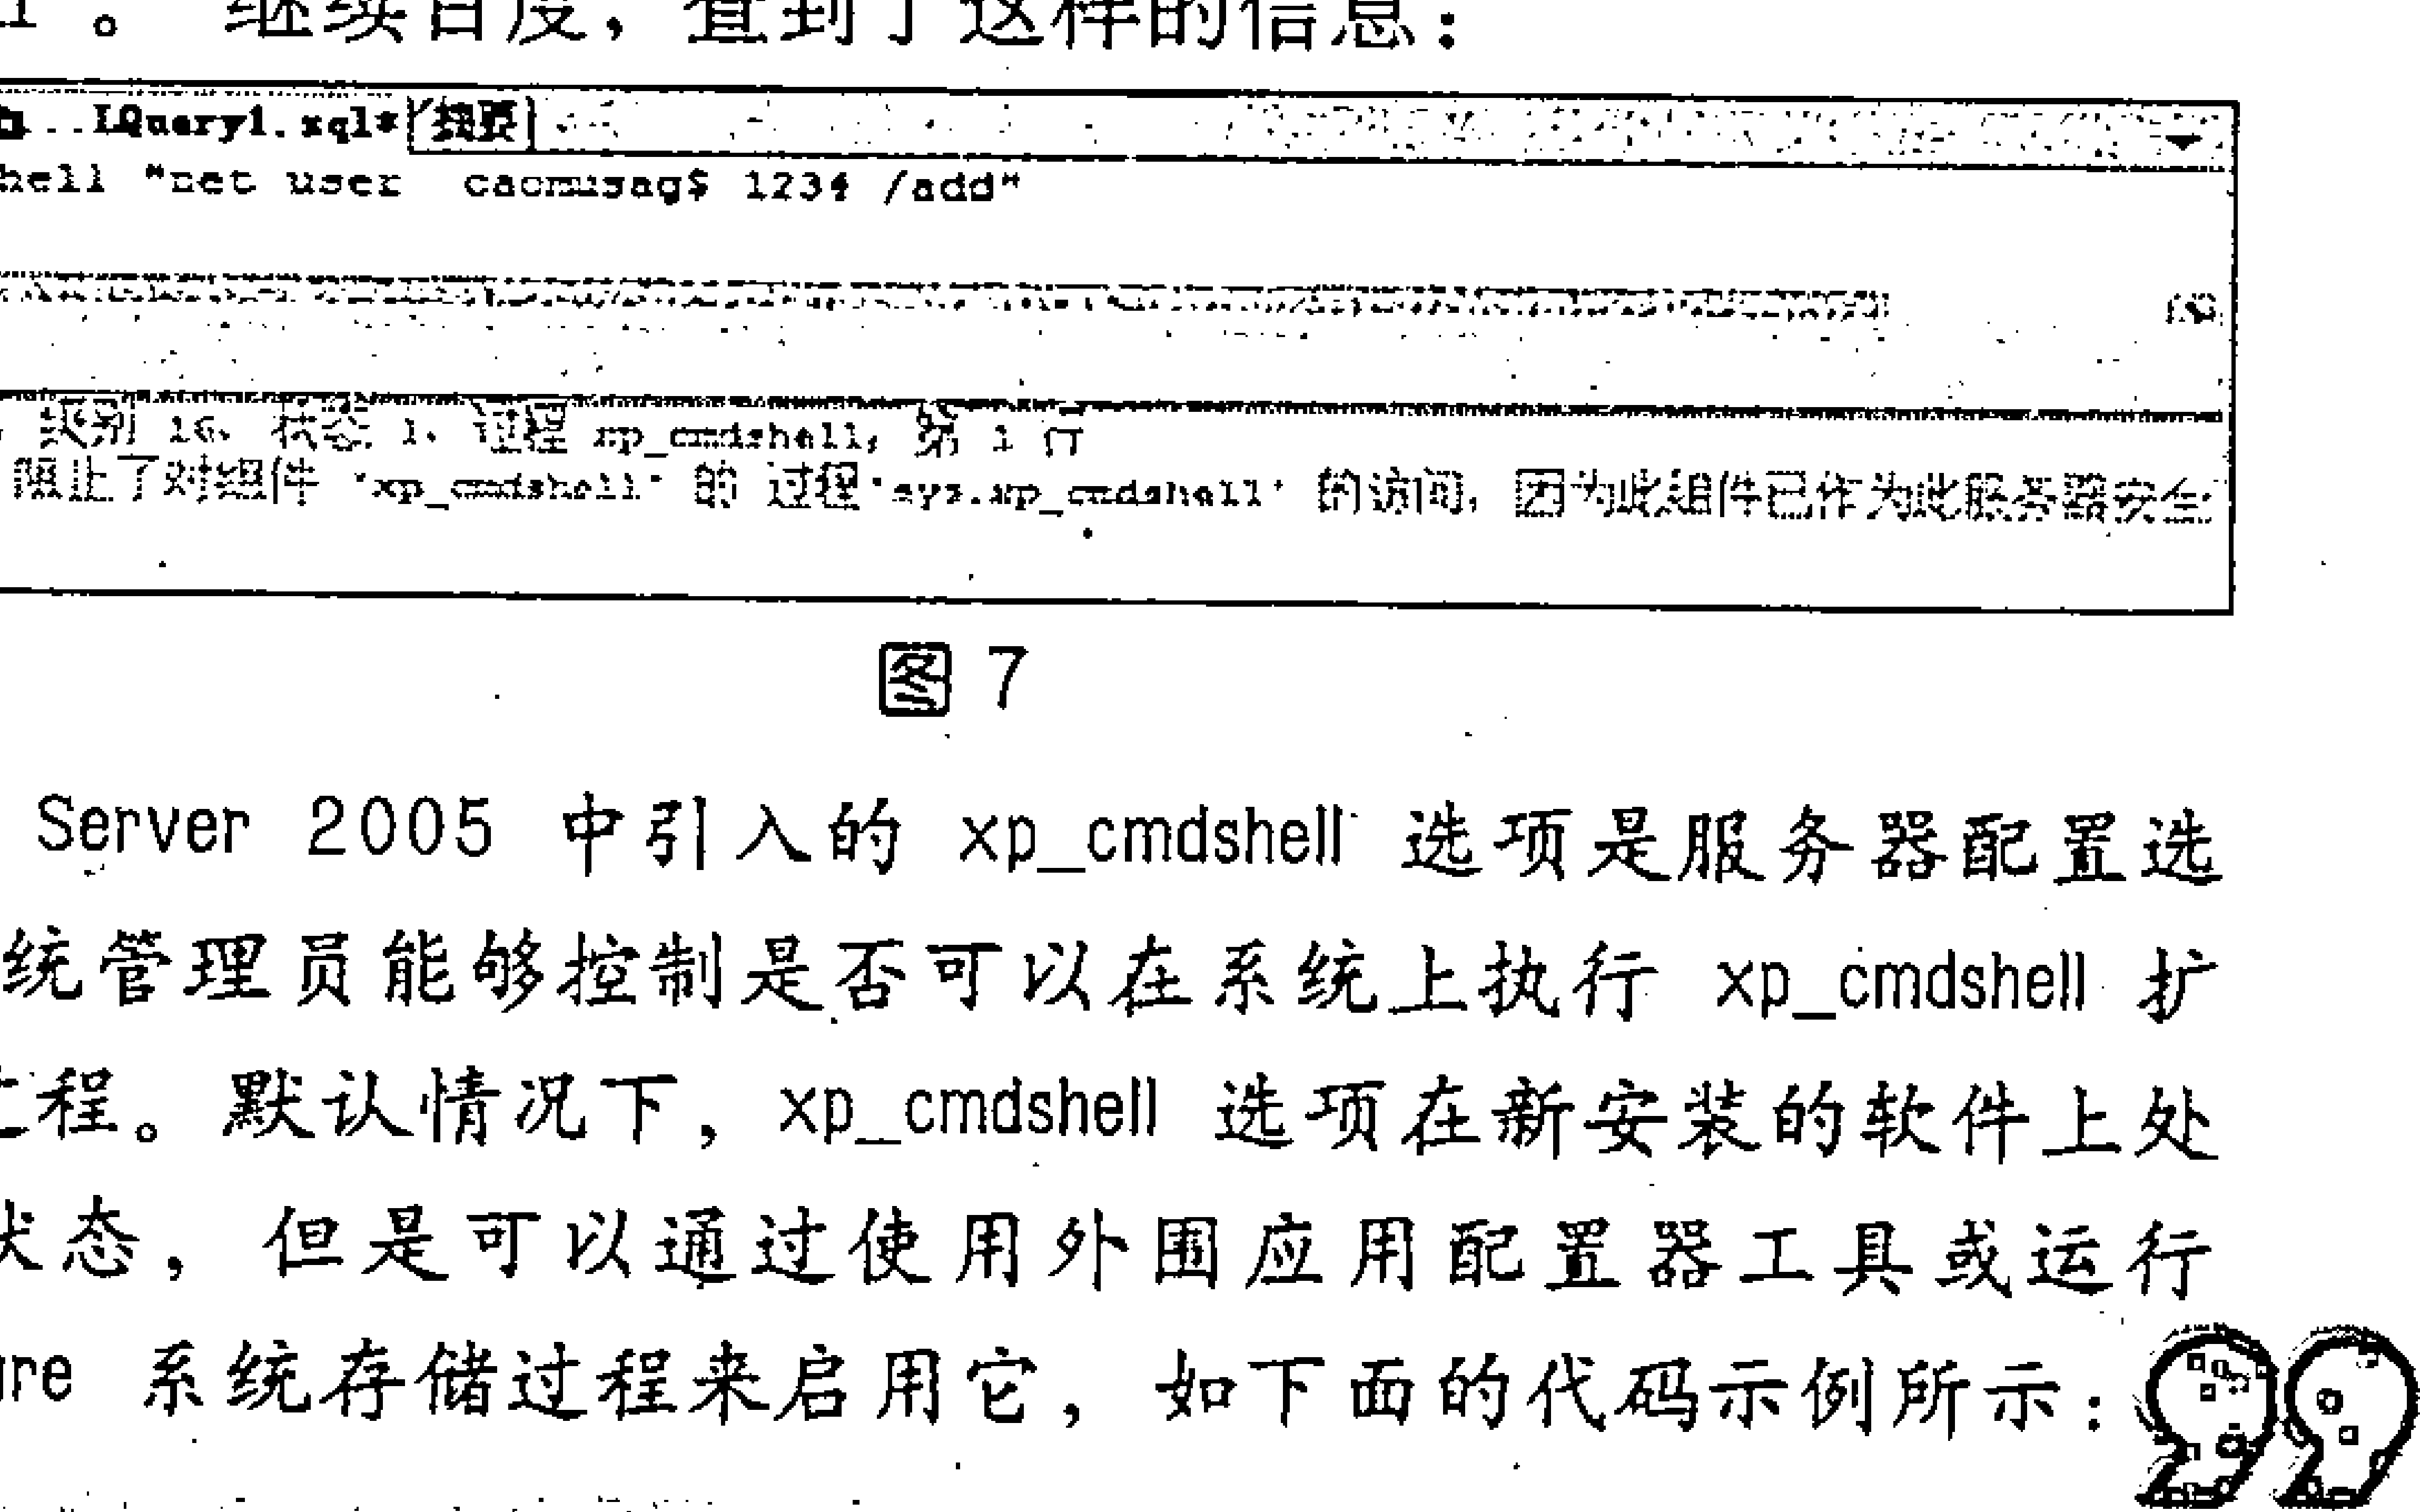 。 继续百度，查到了这样的信息：
...LQuery1.sql* 摘要
hell "net user caomusag$ 1234 /add"
级别 16，状态 1，过程 xp_cmdshell，第 1 行
阻止了对组件 'xp_cmdshell' 的 过程'sys.xp_cmdshell' 的访问，因为此组件已作为此服务器安全
图 7
Server 2005 中引入的 xp_cmdshell 选项是服务器配置选
统管理员能够控制是否可以在系统上执行 xp_cmdshell 扩
程。默认情况下，xp_cmdshell 选项在新安装的软件上处
状态，但是可以通过使用外围应用配置器工具或运行
ure 系统存储过程来启用它，如下面的代码示例所示：